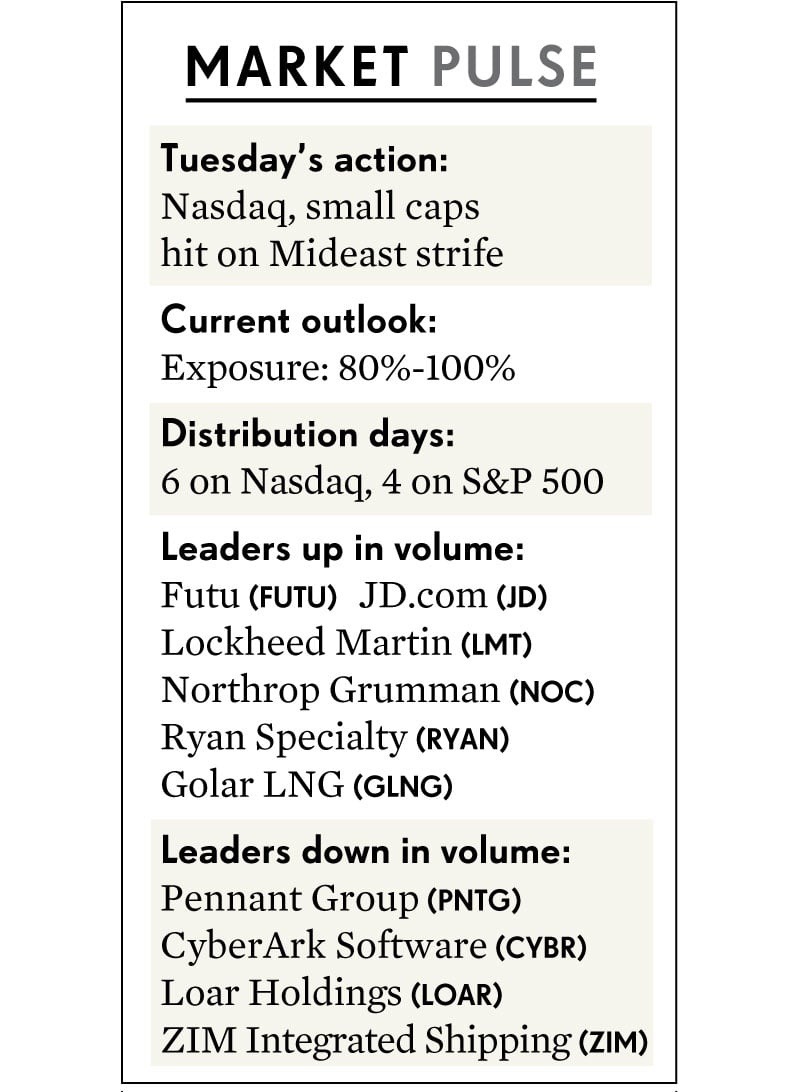 MARKET PULSE
Tuesday's action:
Nasdaq, small caps
hit on Mideast strife
Current outlook:
Exposure: 80%-100%
Distribution days:
6 on Nasdaq, 4 on S&P 500
Leaders up in volume:
Futu (FUTU) JD.com (JD)
Lockheed Martin (LMT)
Northrop Grumman (NOC)
Ryan Specialty (RYAN)
Golar LNG (GLNG)
Leaders down in volume:
Pennant Group (PNTG)
CyberArk Software (CYBR)
Loar Holdings (LOAR)
ZIM Integrated Shipping (ZIM)